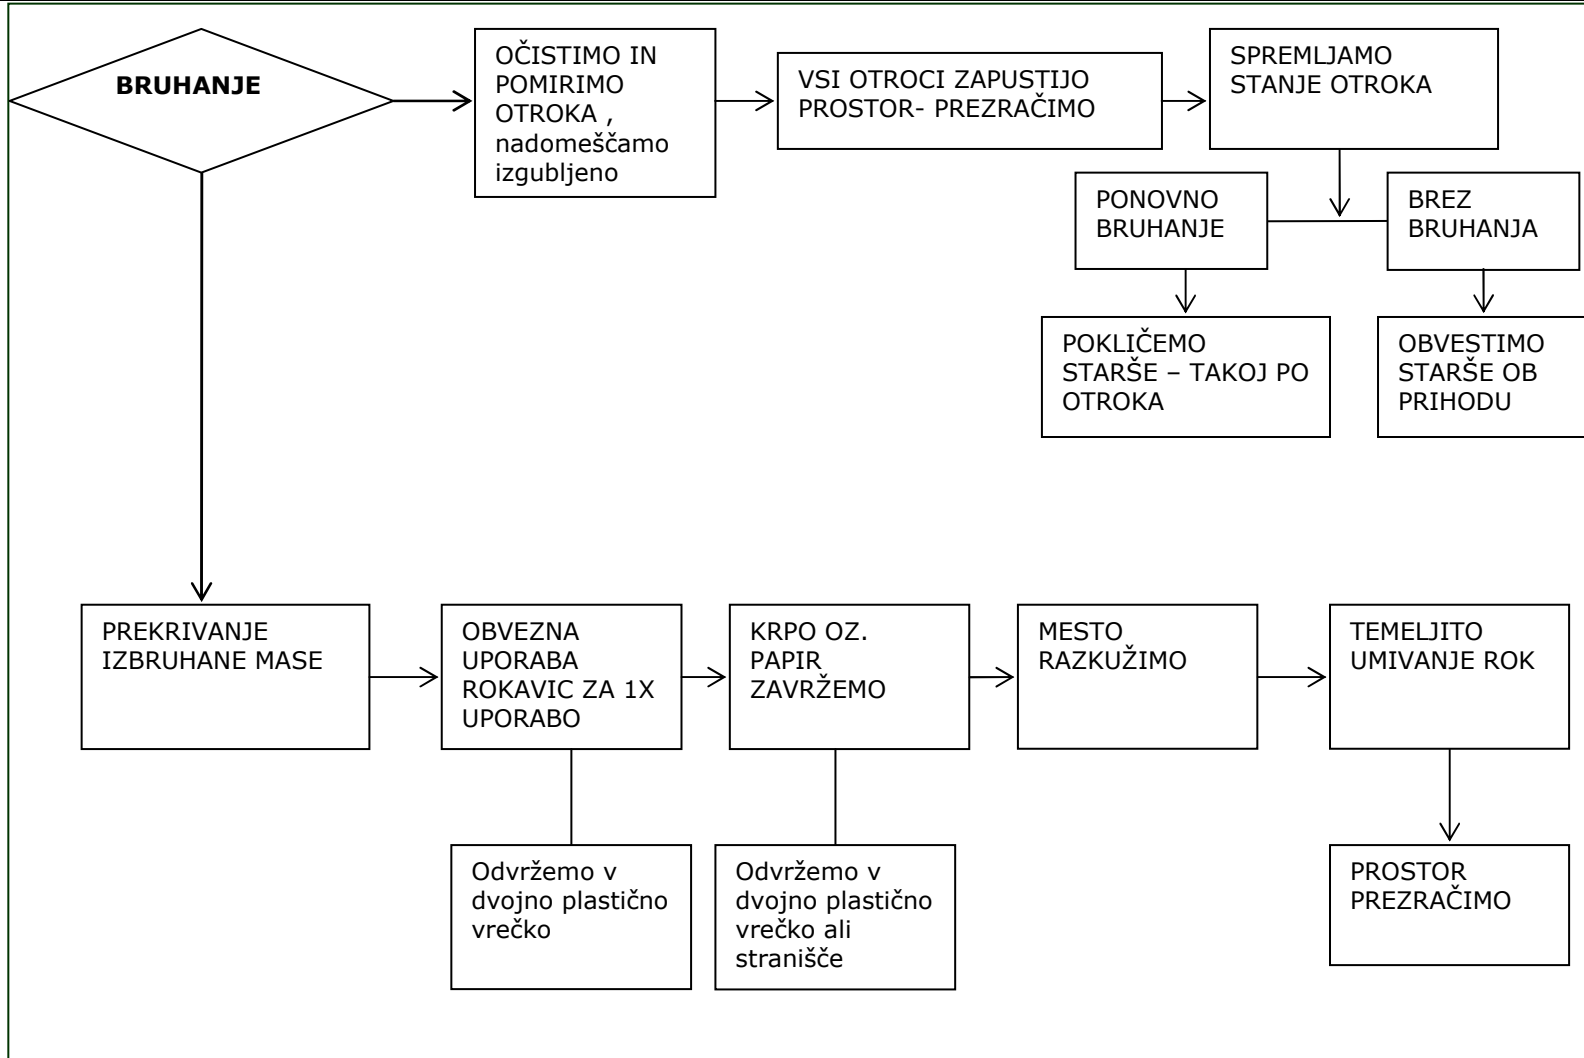 BRUHANJE
OČISTIMO IN
POMIRIMO
OTROKA ,
nadomeščamo
izgubljeno
VSI OTROCI ZAPUSTIJO
PROSTOR- PREZRAČIMO
SPREMLJAMO
STANJE OTROKA
PONOVNO
BRUHANJE
BREZ
BRUHANJA
POKLIČEMO
STARŠE – TAKOJ PO
OTROKA
OBVESTIMO
STARŠE OB
PRIHODU
PREKRIVANJE
IZBRUHANE MASE
OBVEZNA
UPORABA
ROKAVIC ZA 1X
UPORABO
KRPO OZ.
PAPIR
ZAVRŽEMO
MESTO
RAZKUŽIMO
TEMELJITO
UMIVANJE ROK
Odvržemo v
dvojno plastično
vrečko
Odvržemo v
dvojno plastično
vrečko ali
stranišče
PROSTOR
PREZRAČIMO